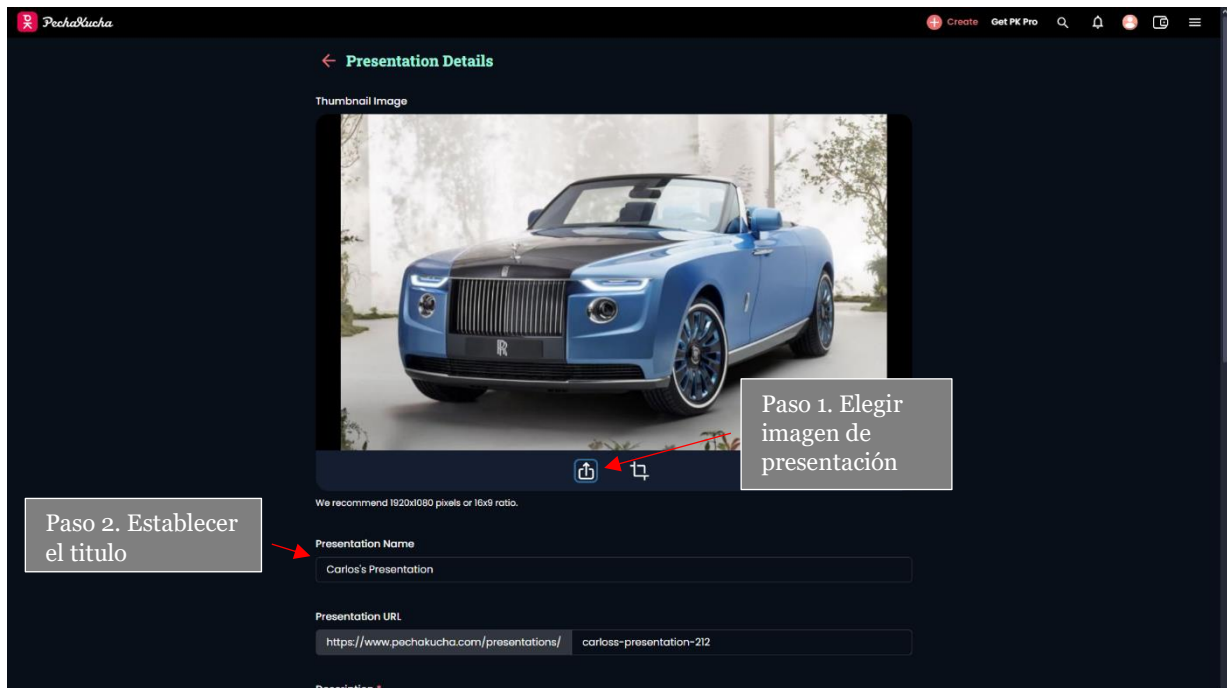 PechaKucha
Create Get PK Pro
Presentation Details
Thumbnail Image
Paso 1. Elegir
imagen de
presentación
We recommend 1920x1080 pixels or 16x9 ratio.
Paso 2. Establecer
el titulo
Presentation Name
Carlos's Presentation
Presentation URL
https://www.pechakucha.com/presentations/ carloss-presentation-212
Description *